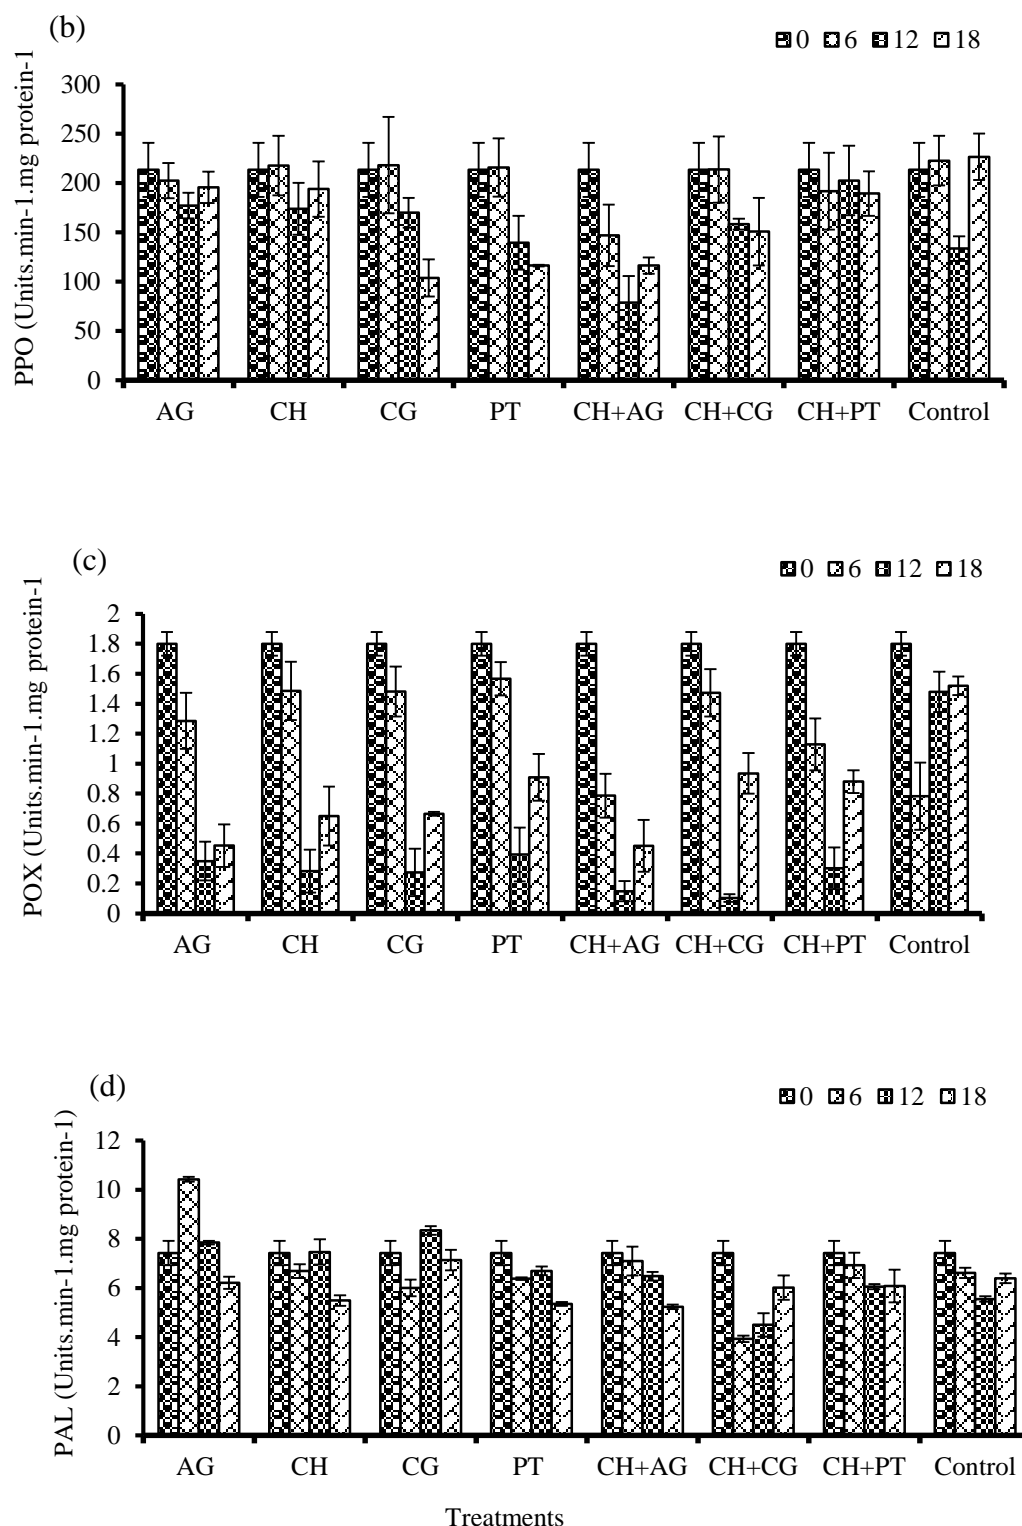 (b)
0 6 12 18
PPO (Units.min-1.mg protein-1
300
250
200
150
100
50
0
AG CH CG PT CH+AG CH+CG CH+PT Control
(c)
0 6 12 18
POX (Units.min-1.mg protein-1
2
1.8
1.6
1.4
1.2
1
0.8
0.6
0.4
0.2
0
AG CH CG PT CH+AG CH+CG CH+PT Control
(d)
0 6 12 18
PAL (Units.min-1.mg protein-1)
12
10
8
6
4
2
0
AG CH CG PT CH+AG CH+CG CH+PT Control
Treatments